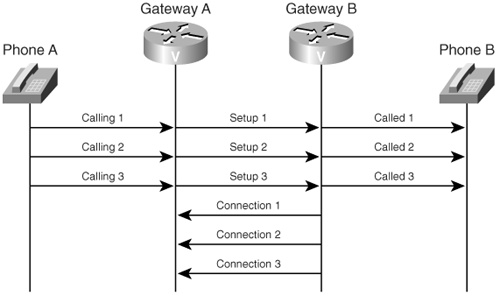 Gateway A Gateway B
Phone A Phone B
V V
Calling 1 Setup 1 Called 1
Calling 2 Setup 2 Called 2
Calling 3 Setup 3 Called 3
Connection 1
Connection 2
Connection 3